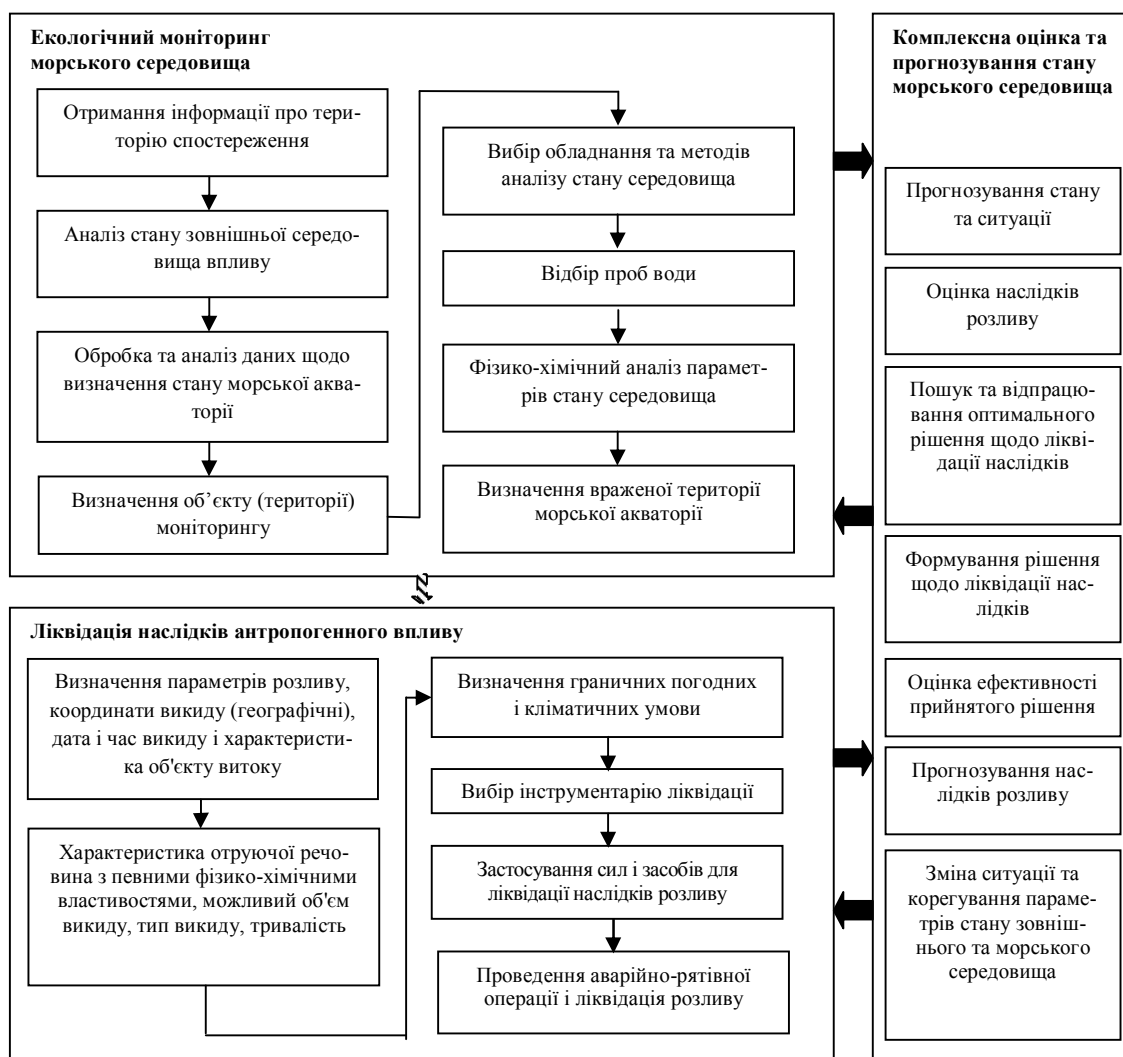 Екологічний моніторинг
морського середовища
Отримання інформації про тери-
торію спостереження
Аналіз стану зовнішньої середо-
вища впливу
Обробка та аналіз даних щодо
визначення стану морської аква-
торії
Визначення об’єкту (території)
моніторингу
Вибір обладнання та методів
аналізу стану середовища
Відбір проб води
Фізико-хімічний аналіз парамет-
рів стану середовища
Визначення враженої території
морської акваторії
Ліквідація наслідків антропогенного впливу
Визначення параметрів розливу,
координати викиду (географічні),
дата і час викиду і характеристи-
ка об'єкту витоку
Характеристика отруючої речо-
вина з певними фізико-хімічними
властивостями, можливий об'єм
викиду, тип викиду, тривалість
Визначення граничних погодних
і кліматичних умови
Вибір інструментарію ліквідації
Застосування сил і засобів для
ліквідації наслідків розливу
Проведення аварійно-рятівної
операції і ліквідація розливу
Комплексна оцінка та
прогнозування стану
морського середовища
Прогнозування стану
та ситуації
Оцінка наслідків
розливу
Пошук та відпрацю-
вання оптимального
рішення щодо лікві-
дації наслідків
Формування рішення
щодо ліквідації нас-
лідків
Оцінка ефективності
прийнятого рішення
Прогнозування нас-
лідків розливу
Зміна ситуації та
корегування параме-
трів стану зовніш-
нього та морського
середовища